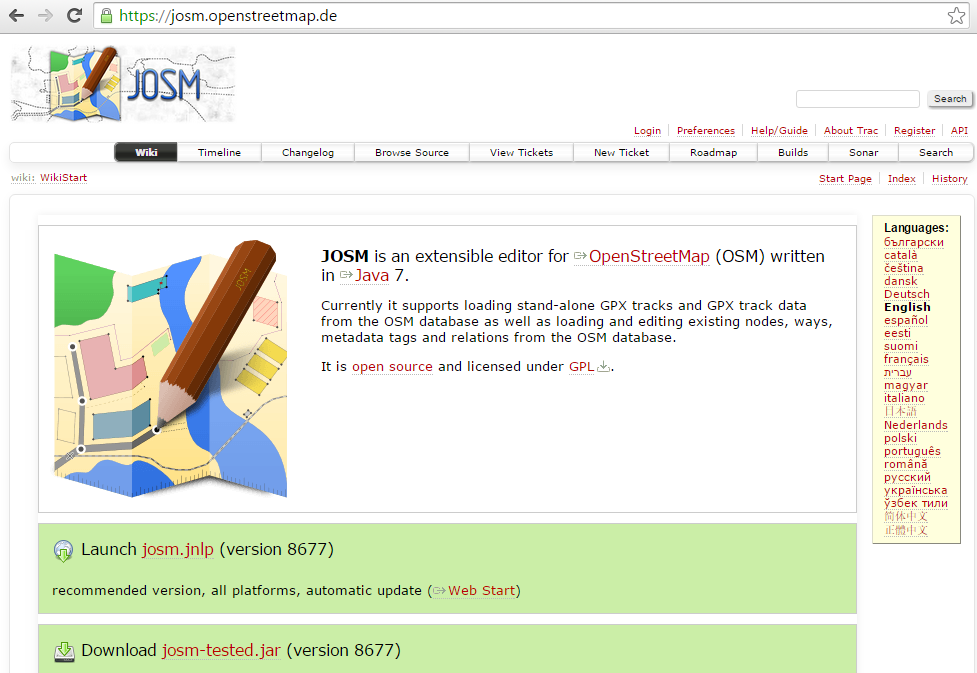 https://josm.openstreetmap.de
JOSM
Search
Login Preferences Help/Guide About Trac Register API
Wiki Timeline Changelog Browse Source View Tickets New Ticket Roadmap Builds Sonar Search
wiki: WikiStart
Start Page Index History
JOSM
JOSM is an extensible editor for OpenStreetMap (OSM) written
in Java 7.
Currently it supports loading stand-alone GPX tracks and GPX track data
from the OSM database as well as loading and editing existing nodes, ways,
metadata tags and relations from the OSM database.
It is open source and licensed under GPL.
Launch josm.jnlp (version 8677)
recommended version, all platforms, automatic update (Web Start)
Download josm-tested.jar (version 8677)
Languages:
български
català
čeština
dansk
Deutsch
English
español
eesti
suomi
français
עברית
magyar
italiano
日本語
Nederlands
polski
português
română
русский
українська
ўзбек тили
简体中文
正體中文